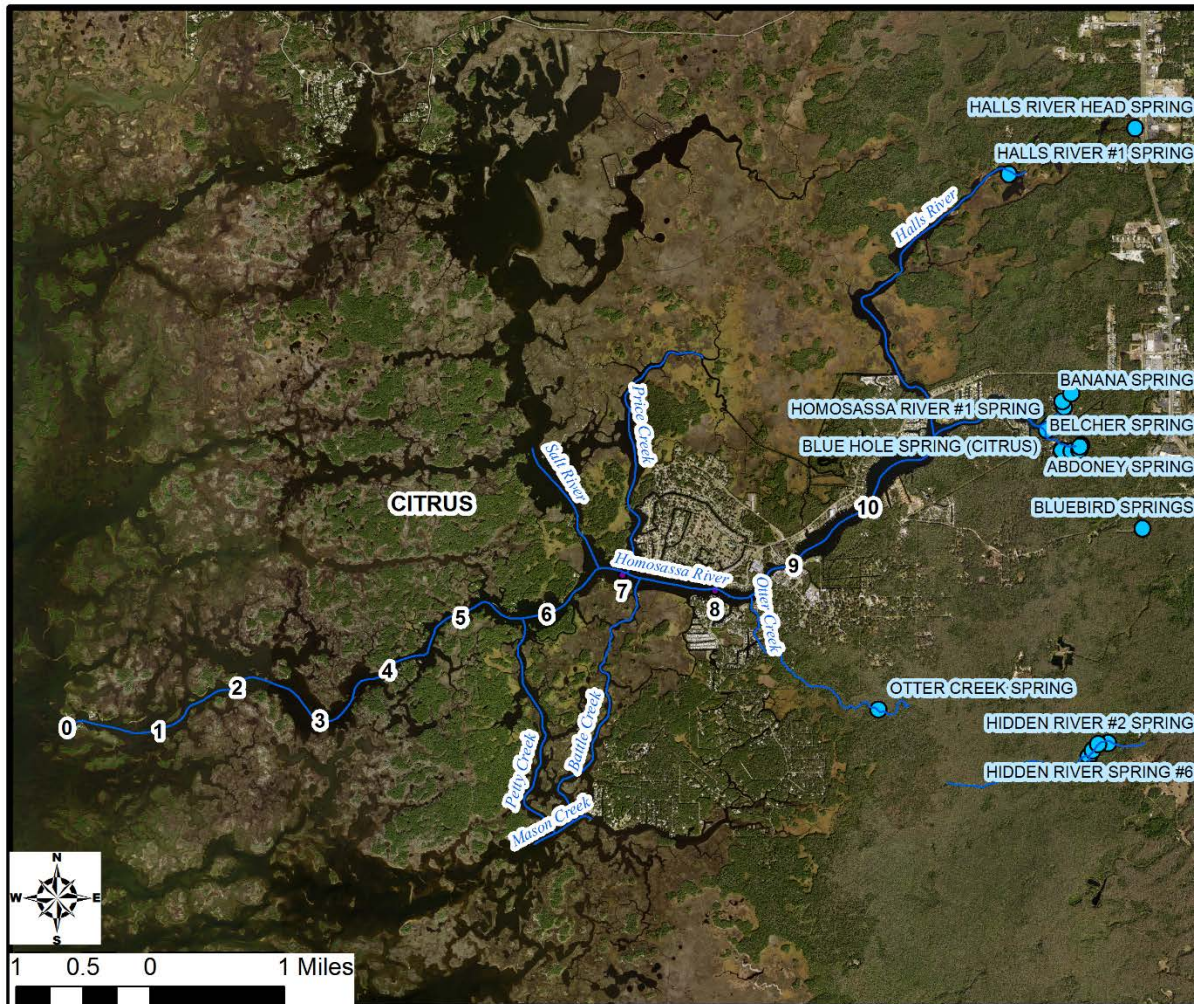 HALLS RIVER HEAD SPRING
HALLS RIVER #1 SPRING
Halls River
BANANA SPRING
HOMOSASSA RIVER #1 SPRING
BELCHER SPRING
BLUE HOLE SPRING (CITRUS)
ABDONEY SPRING
Price Creek
Salt River
CITRUS
BLUEBIRD SPRINGS
10
9
Homosassa River
7
8
Otter Creek
6
5
4
3
2
1
0
OTTER CREEK SPRING
HIDDEN RIVER #2 SPRING
HIDDEN RIVER SPRING #6
Petty Creek
Battle Creek
Mason Creek
N
W E
S
1 0.5 0 1 Miles